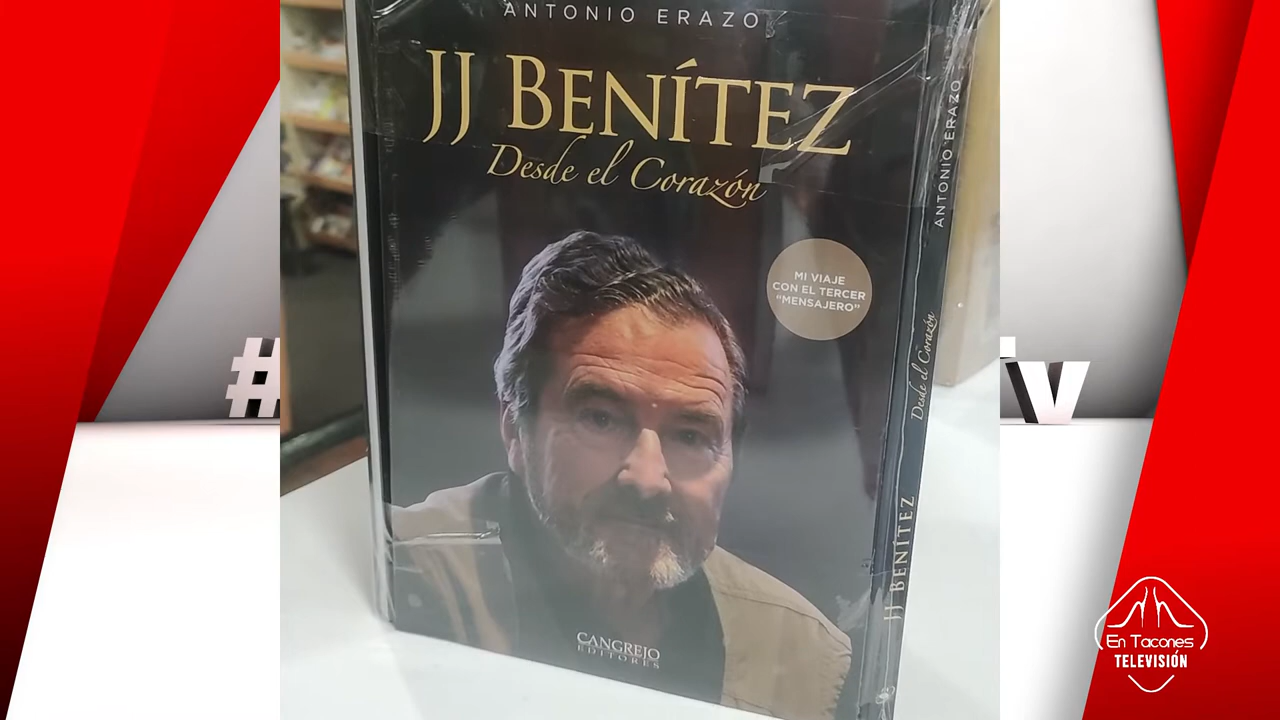 ANTONIO ERAZO
JJ BENÍTEZ
Desde el Corazón
MI VIAJE
CON EL TERCER
"MENSAJERO"
CANGREJO
EDITORES
JJ BENÍTEZ Desde el Corazón ANTONIO ERAZO
#
Tv
En Tacones
TELEVISIÓN